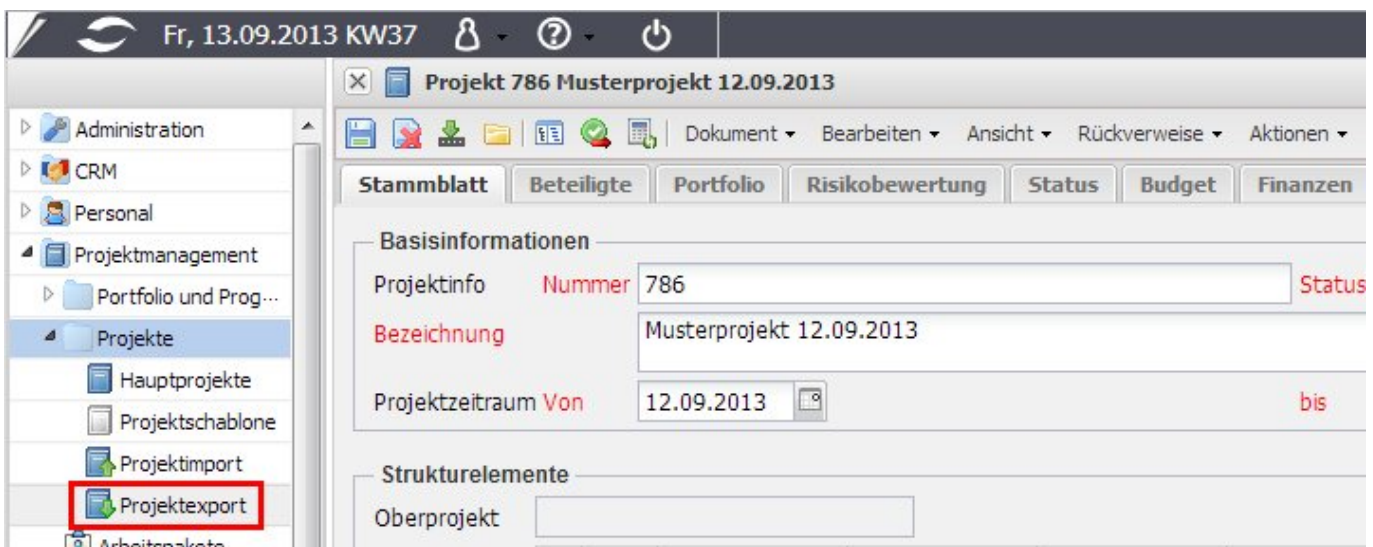 Fr, 13.09.2013 KW37
Projekt 786 Musterprojekt 12.09.2013
Administration
CRM
Personal
Projektmanagement
Portfolio und Prog...
Projekte
Hauptprojekte
Projektschablone
Projektimport
Projektexport
Arbeitspakete
Dokument Bearbeiten Ansicht Rückverweise Aktionen
Stammblatt Beteiligte Portfolio Risikobewertung Status Budget Finanzen
Basisinformationen
Projektinfo Nummer 786 Status
Bezeichnung Musterprojekt 12.09.2013
Projektzeitraum Von 12.09.2013 bis
Strukturelemente
Oberprojekt